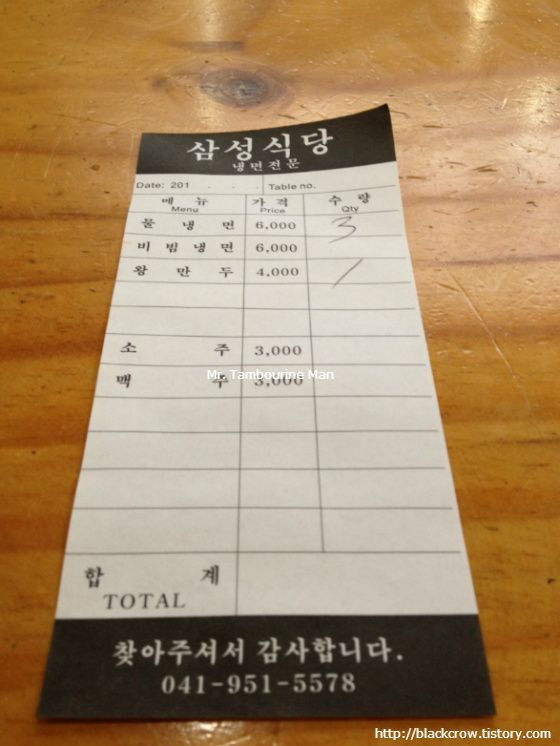 삼성식당
냉면전문
Date: 201 . . . Table no.
메 뉴 가 격 수 량
Menu Price Qty
물 냉 면 6,000 3
비 빔 냉 면 6,000
왕 만 두 4,000 1
소 주 3,000
맥 주 3,000
Mr. Tambourine Man
합 계
TOTAL
찾아주셔서 감사합니다.
041-951-5578
http://blackcrow.tistory.com